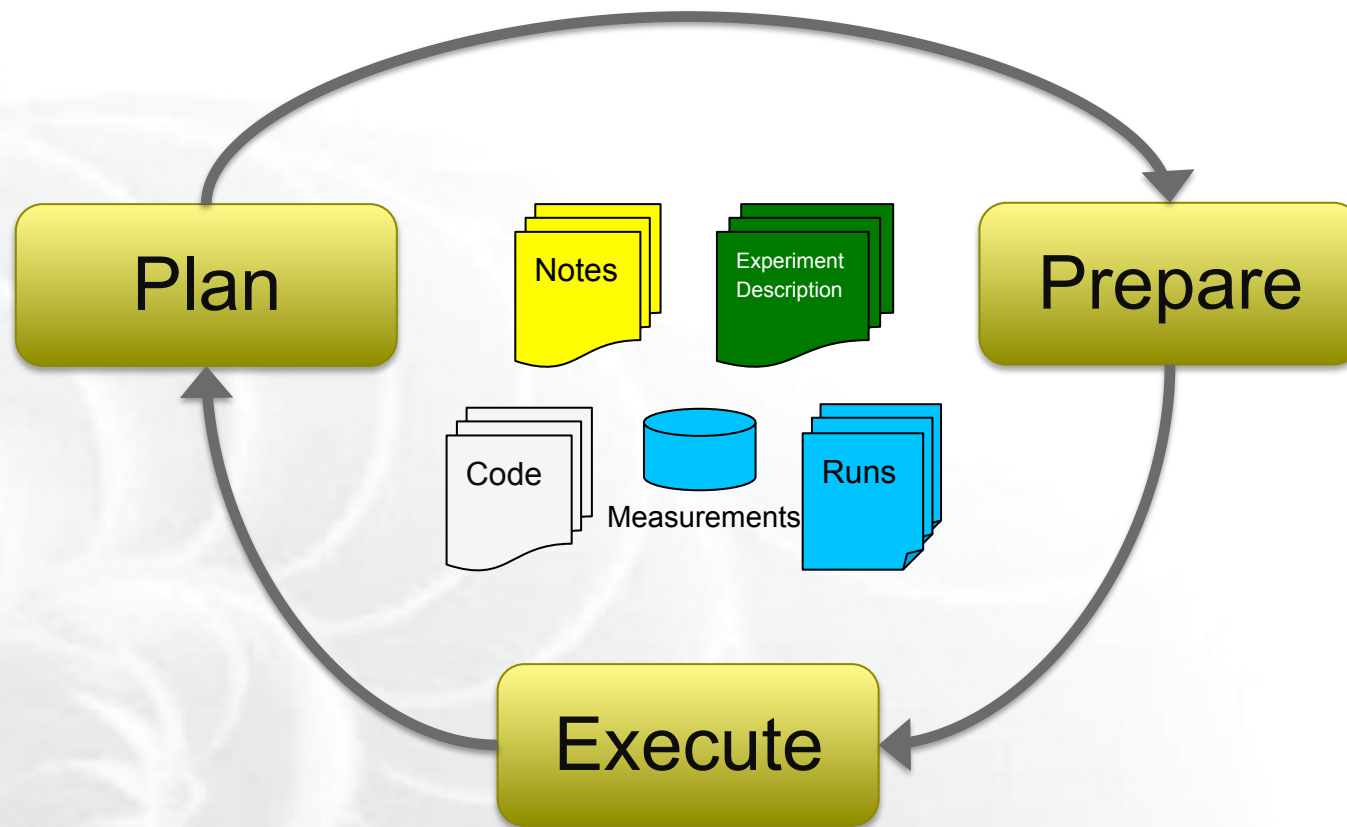 Plan
Notes
Experiment
Description
Prepare
Code
Measurements
Runs
Execute